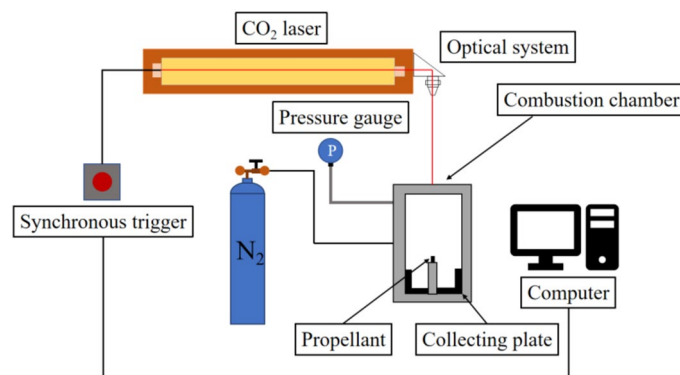 CO₂ laser
Optical system
Combustion chamber
Pressure gauge
P
Synchronous trigger
N₂
Computer
Propellant
Collecting plate